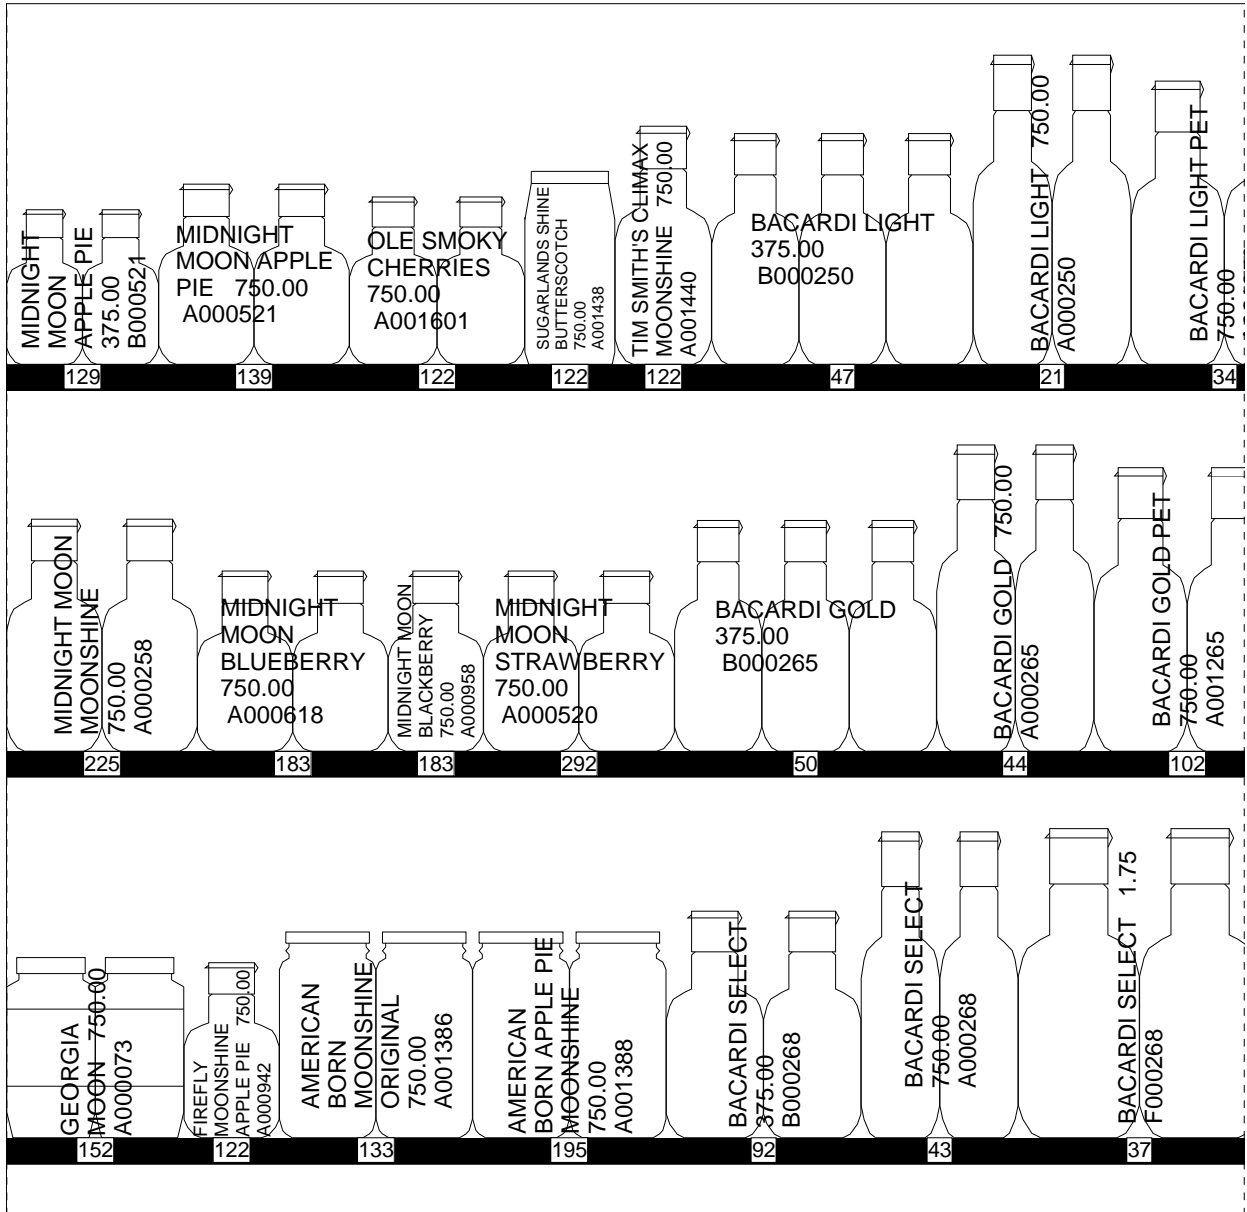 MIDNIGHT
MOON
APPLE PIE
375.00
B000521
MIDNIGHT
MOON APPLE
PIE 750.00
A000521
OLE SMOKY
CHERRIES
750.00
A001601
SUGARLANDS SHINE
BUTTERSCOTCH
750.00
A001438
TIM SMITH'S CLIMAX
MOONSHINE 750.00
A001440
BACARDI LIGHT
375.00
B000250
BACARDI LIGHT 750.00
A000250
BACARDI LIGHT PET
750.00
129
139
122
122
122
47
21
34
MIDNIGHT MOON
MOONSHINE
750.00
A000258
MIDNIGHT
MOON
BLUEBERRY
750.00
A000618
MIDNIGHT MOON
BLACKBERRY
750.00
A000958
MIDNIGHT
MOON
STRAWBERRY
750.00
A000520
BACARDI GOLD
375.00
B000265
BACARDI GOLD 750.00
A000265
BACARDI GOLD PET
750.00
A001265
225
183
183
292
50
44
102
GEORGIA
MOON 750.00
A000073
FIREFLY
MOONSHINE
APPLE PIE 750.00
A000942
AMERICAN
BORN
MOONSHINE
ORIGINAL
750.00
A001386
AMERICAN
BORN APPLE PIE
MOONSHINE
750.00
A001388
BACARDI SELECT
375.00
B000268
BACARDI SELECT
750.00
A000268
BACARDI SELECT 1.75
F000268
152
122
133
195
92
43
37